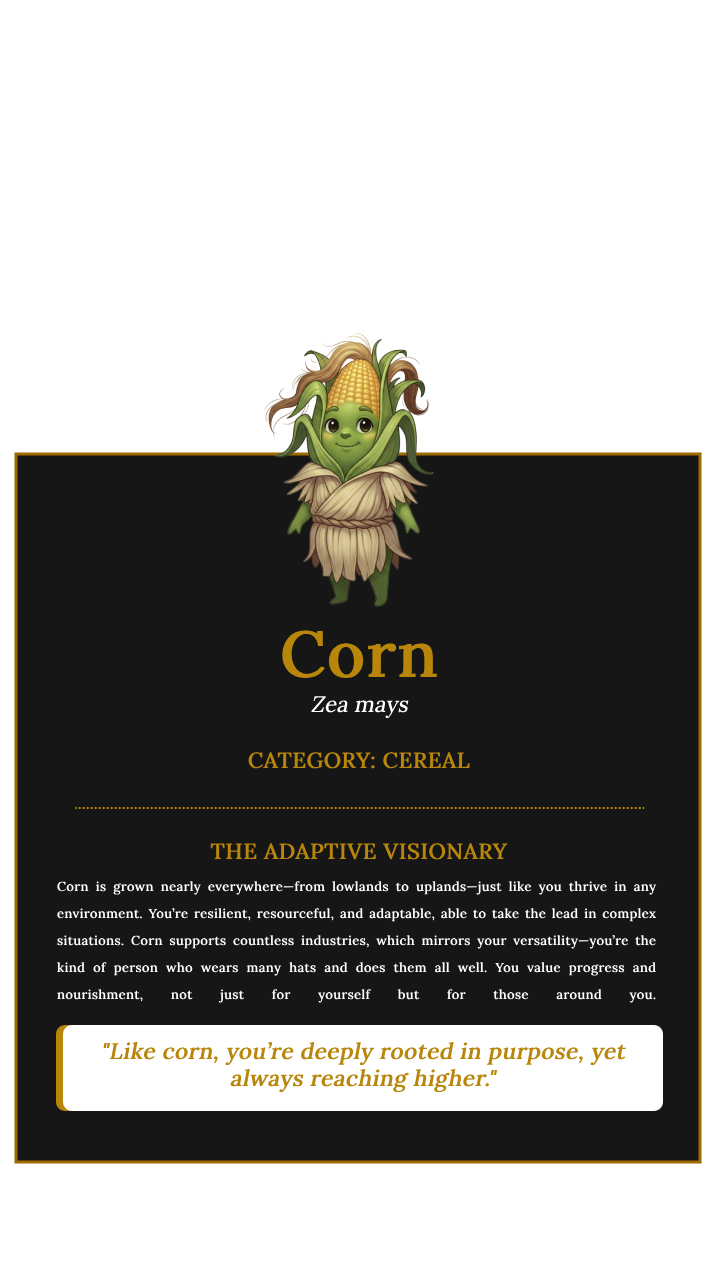 Corn
Zea mays
CATEGORY: CEREAL
THE ADAPTIVE VISIONARY
Corn is grown nearly everywhere—from lowlands to uplands—just like you thrive in any
environment. You’re resilient, resourceful, and adaptable, able to take the lead in complex
situations. Corn supports countless industries, which mirrors your versatility—you’re the
kind of person who wears many hats and does them all well. You value progress and
nourishment, not just for yourself but for those around you.
"Like corn, you’re deeply rooted in purpose, yet
always reaching higher."